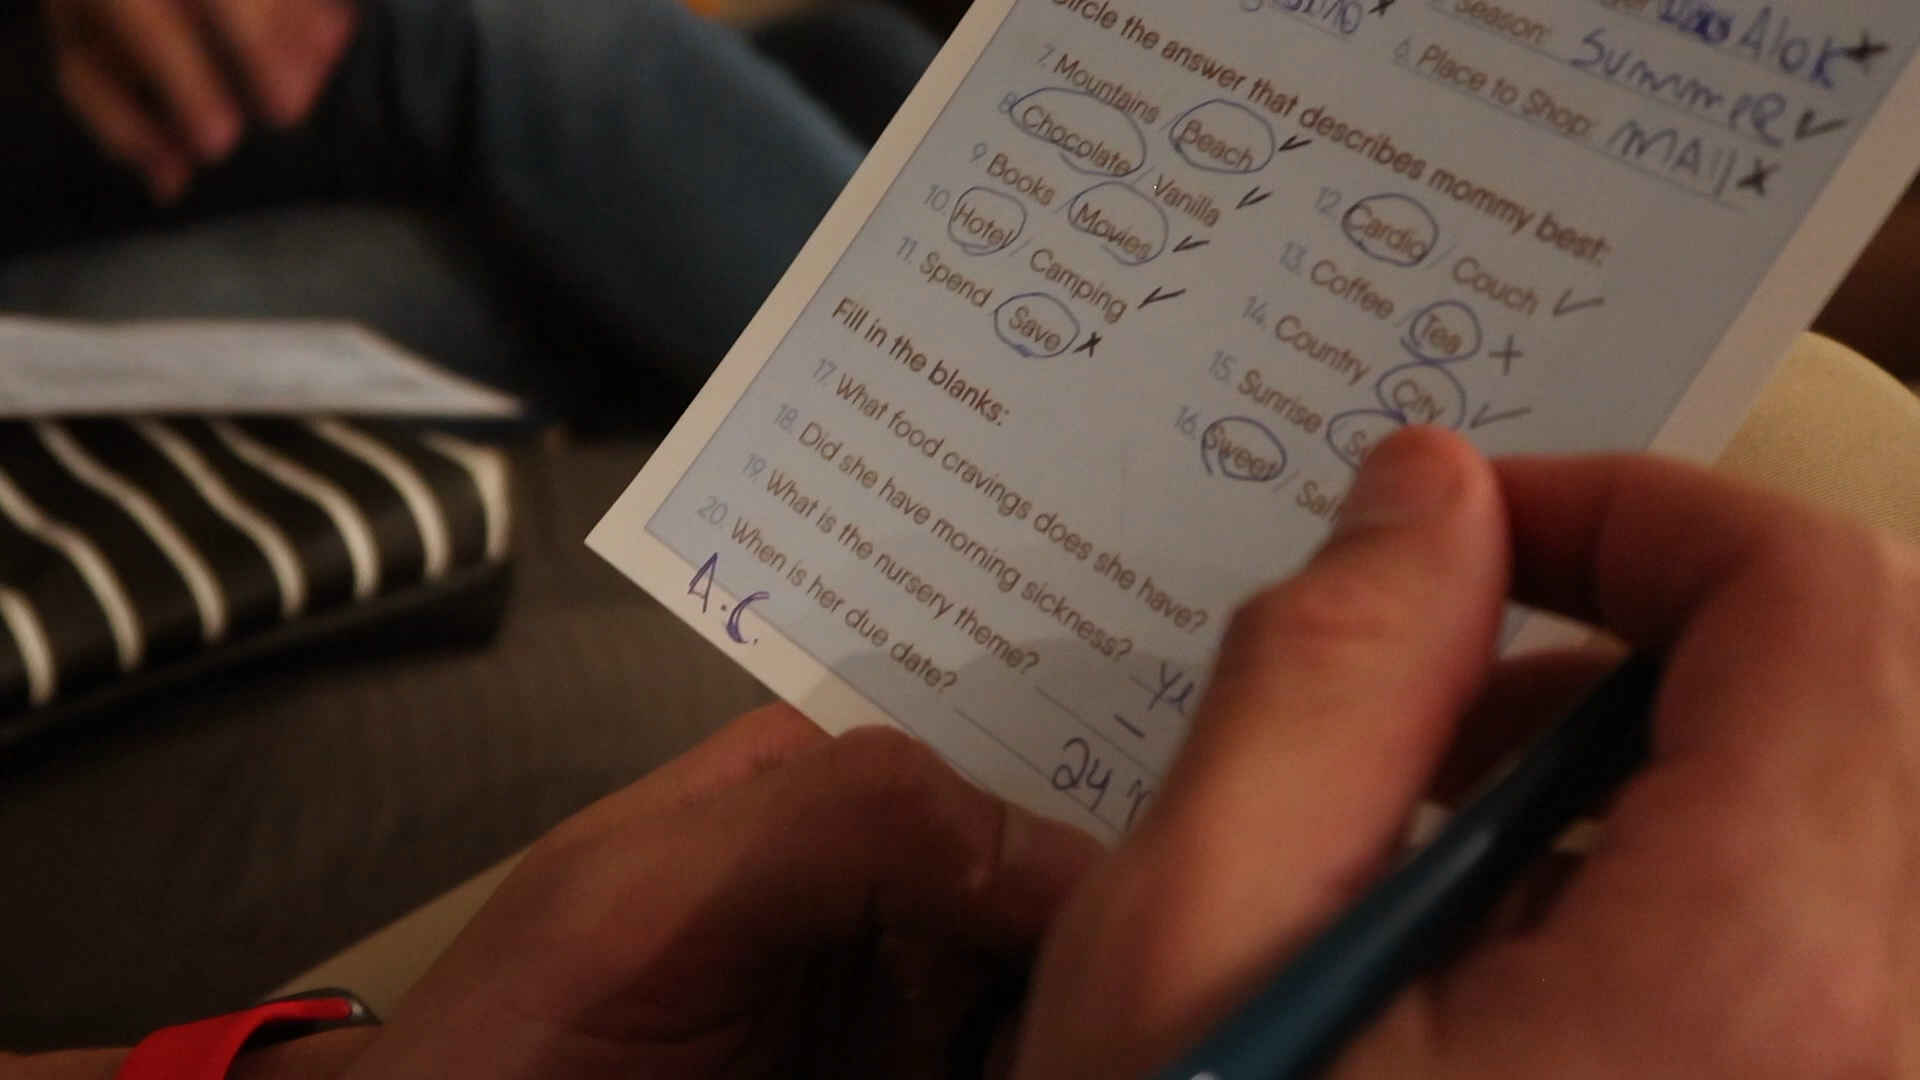 Alok x
Season: Summer ✓
6. Place to Shop: MAll x
Circle the answer that describes mommy best:
7. Mountains / Beach ✓
8. Chocolate / Vanilla ✓
9. Books / Movies ✓
10. Hotel / Camping ✓
11. Spend / Save x
12. Cardio / Couch ✓
13. Coffee / Tea x
14. Country / City ✓
15. Sunrise
16. Sweet /
Fill in the blanks:
17. What food cravings does she have?
18. Did she have morning sickness?
19. What is the nursery theme? -
20. When is her due date? 24
A.C.